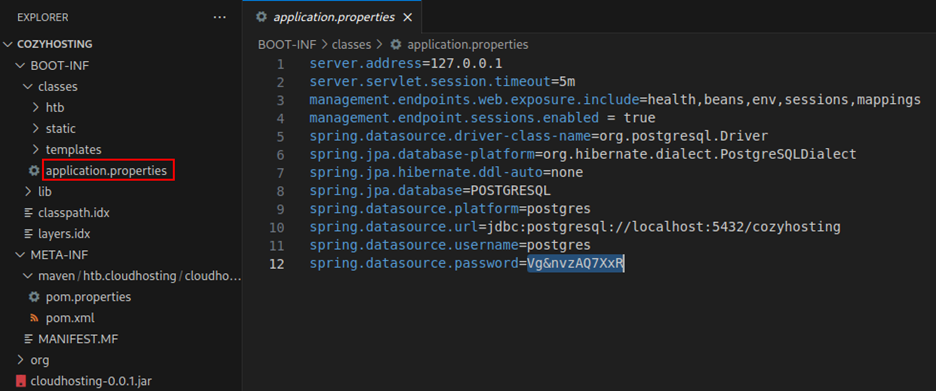 EXPLORER
···
COZYHOSTING
BOOT-INF
classes
htb
static
templates
application.properties
lib
classpath.idx
layers.idx
META-INF
maven/htb.cloudhosting/cloudho...
pom.properties
pom.xml
MANIFEST.MF
org
cloudhosting-0.0.1.jar
application.properties ×
BOOT-INF > classes > application.properties
1 server.address=127.0.0.1
2 server.servlet.session.timeout=5m
3 management.endpoints.web.exposure.include=health,beans,env,sessions,mappings
4 management.endpoint.sessions.enabled = true
5 spring.datasource.driver-class-name=org.postgresql.Driver
6 spring.jpa.database-platform=org.hibernate.dialect.PostgreSQLDialect
7 spring.jpa.hibernate.ddl-auto=none
8 spring.jpa.database=POSTGRESQL
9 spring.datasource.platform=postgres
10 spring.datasource.url=jdbc:postgresql://localhost:5432/cozyhosting
11 spring.datasource.username=postgres
12 spring.datasource.password=Vg&nvzAQ7XxR